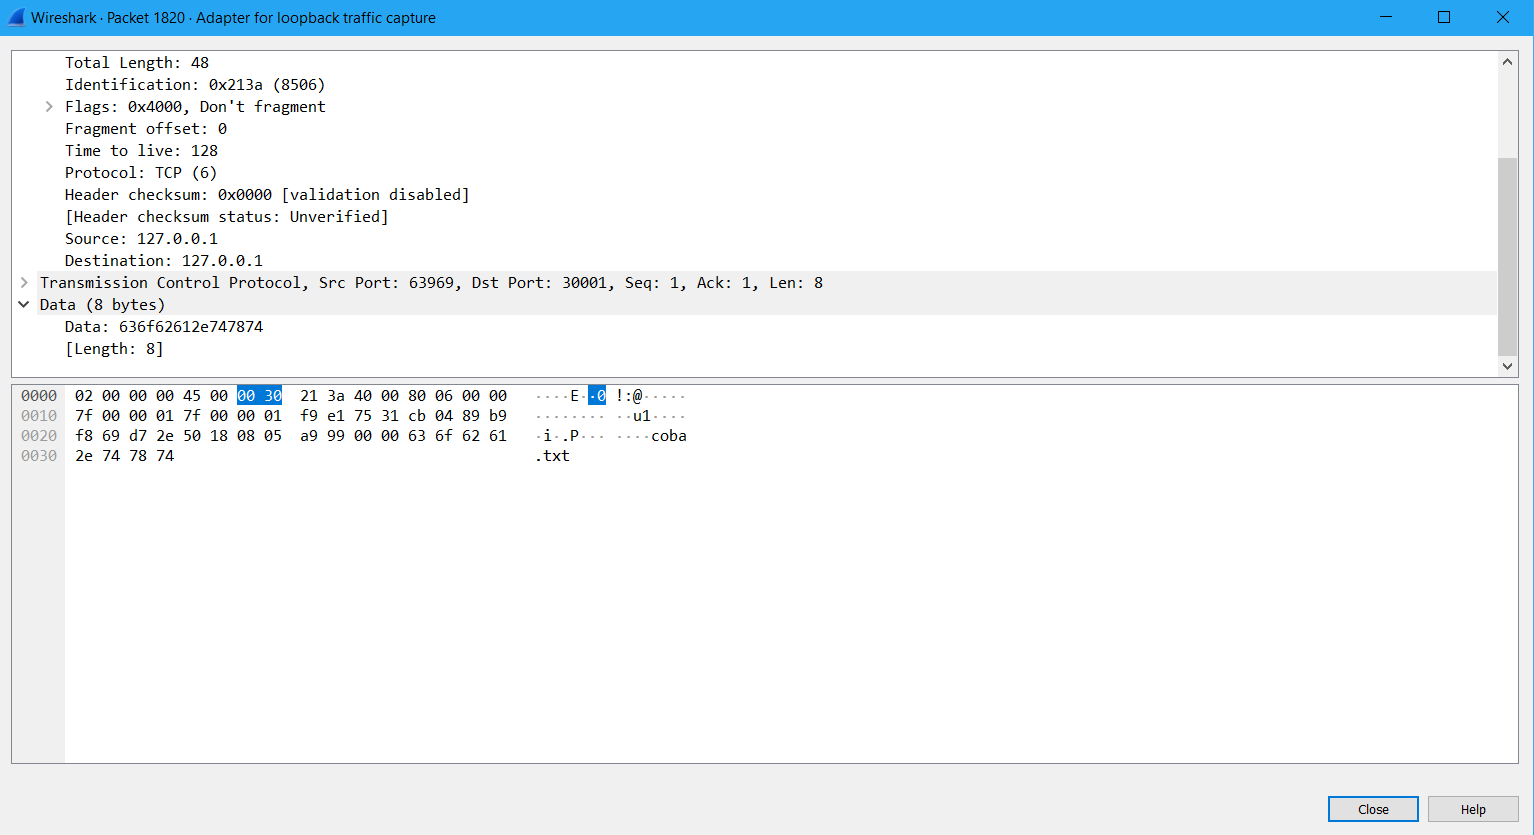 Wireshark · Packet 1820 · Adapter for loopback traffic capture
Total Length: 48
Identification: 0x213a (8506)
Flags: 0x4000, Don't fragment
Fragment offset: 0
Time to live: 128
Protocol: TCP (6)
Header checksum: 0x0000 [validation disabled]
[Header checksum status: Unverified]
Source: 127.0.0.1
Destination: 127.0.0.1
Transmission Control Protocol, Src Port: 63969, Dst Port: 30001, Seq: 1, Ack: 1, Len: 8
Data (8 bytes)
Data: 636f62612e747874
[Length: 8]
0000 02 00 00 00 45 00 00 30 21 3a 40 00 80 06 00 00 ····E··0 !:@·····
0010 7f 00 00 01 7f 00 00 01 f9 e1 75 31 cb 04 89 b9 ········ ··u1····
0020 f8 69 d7 2e 50 18 08 05 a9 99 00 00 63 6f 62 61 ·i·.P··· ····coba
0030 2e 74 78 74 .txt
Close Help